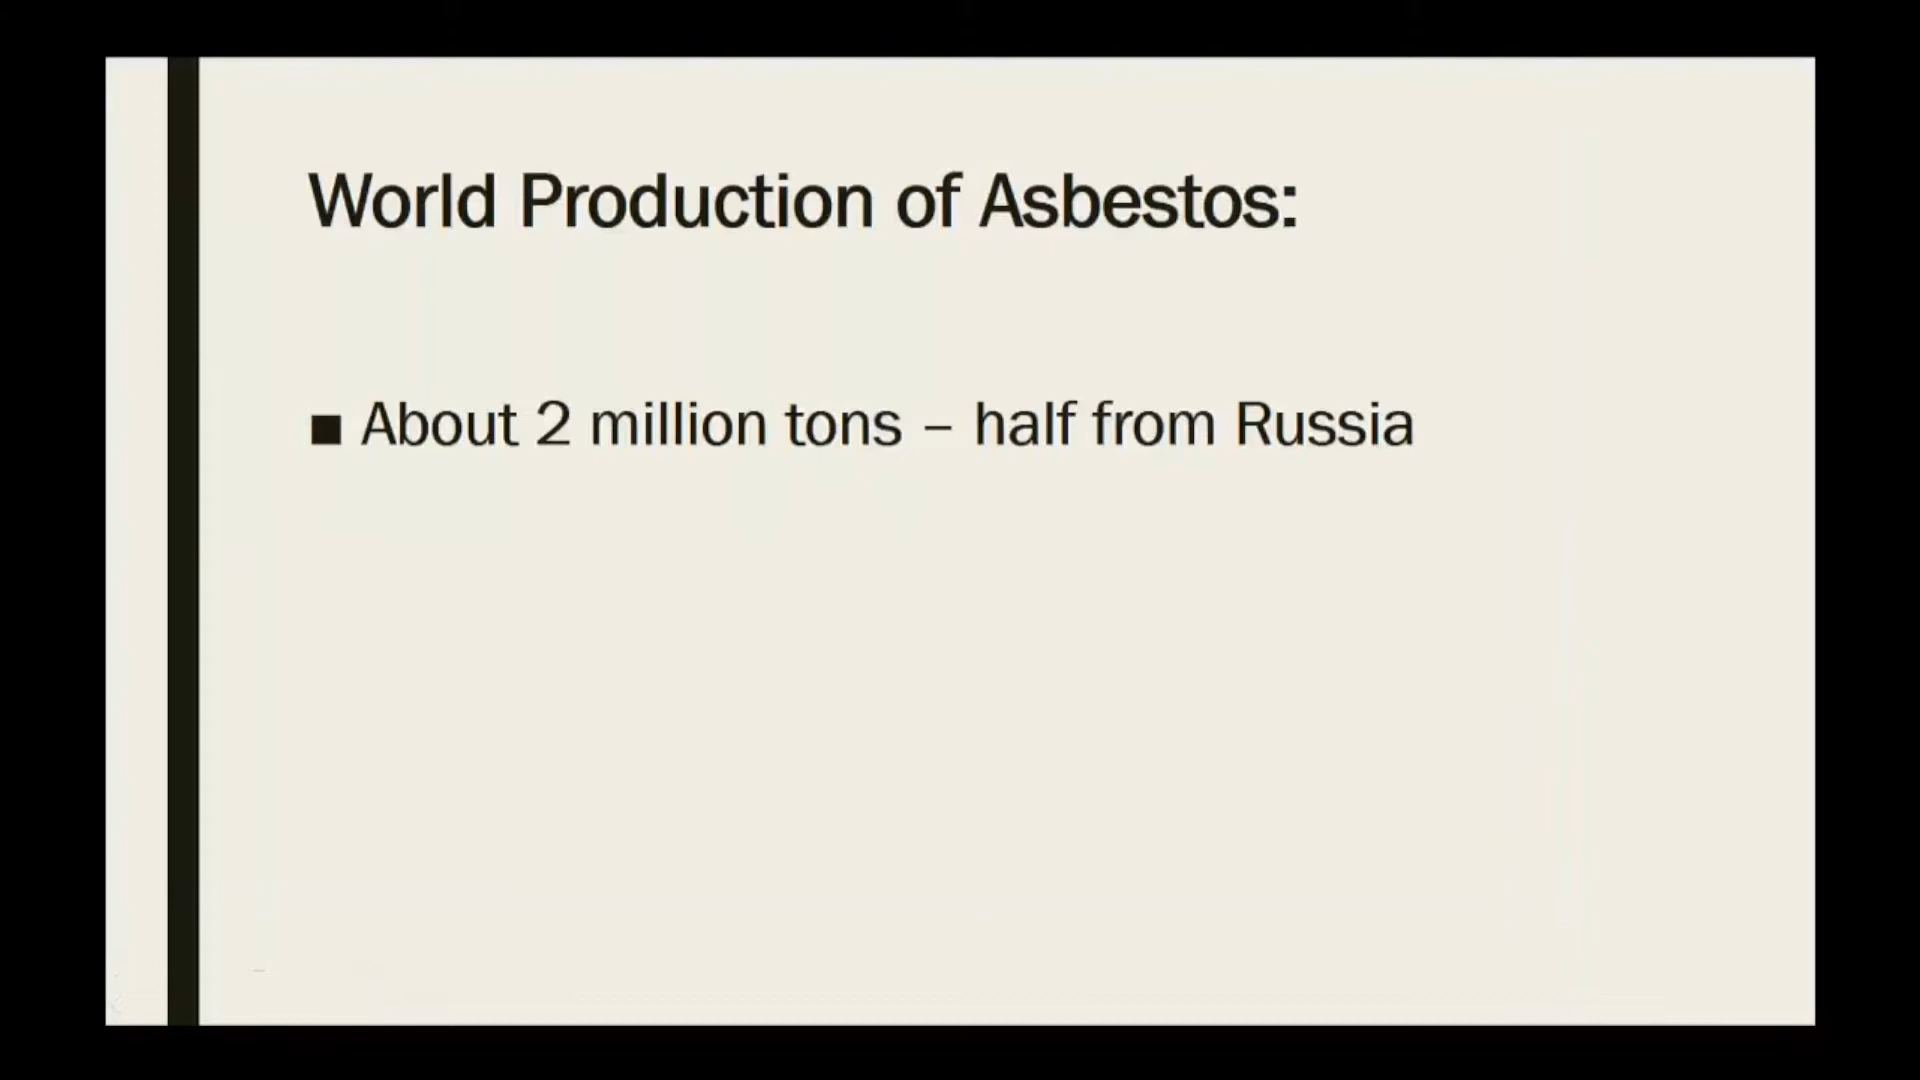 World Production of Asbestos:
■ About 2 million tons – half from Russia